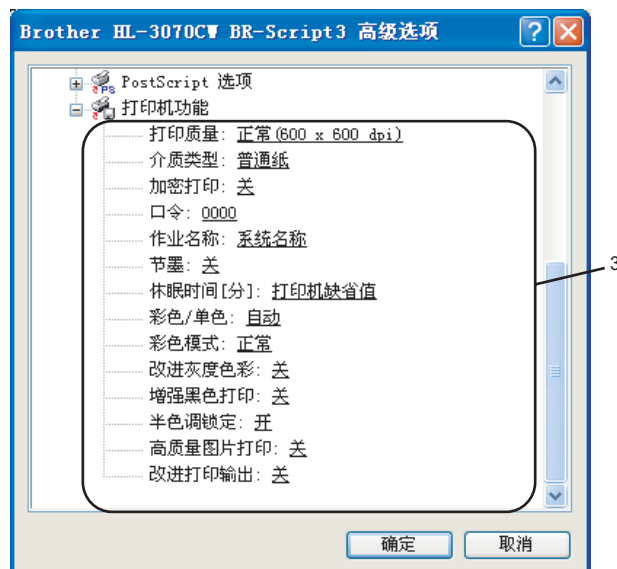 Brother HL-3070CW BR-Script3 高级选项
PostScript 选项
打印机功能
打印质量: 正常(600 x 600 dpi)
介质类型: 普通纸
加密打印: 关
口令: 0000
作业名称: 系统名称
节墨: 关
休眠时间[分]: 打印机缺省值
彩色/单色: 自动
彩色模式: 正常
改进灰度色彩: 关
增强黑色打印: 关
半色调锁定: 开
高质量图片打印: 关
改进打印输出: 关
3
确定 取消